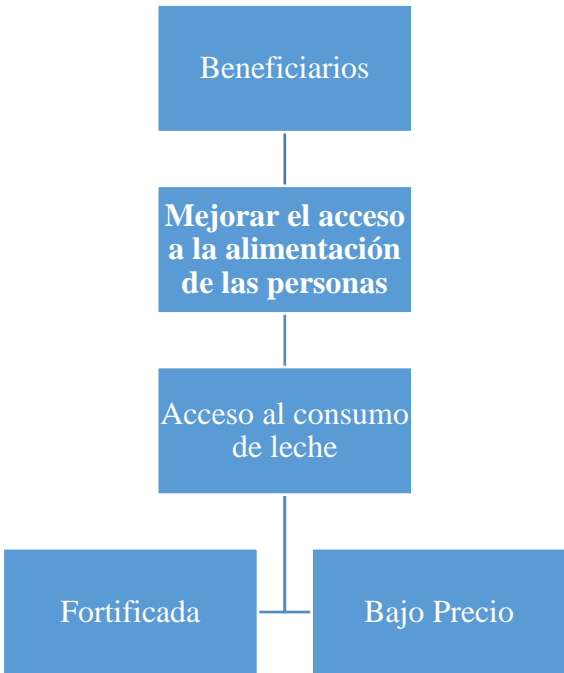 Beneficiarios
Mejorar el acceso
a la alimentación
de las personas
Acceso al consumo
de leche
Fortificada
Bajo Precio